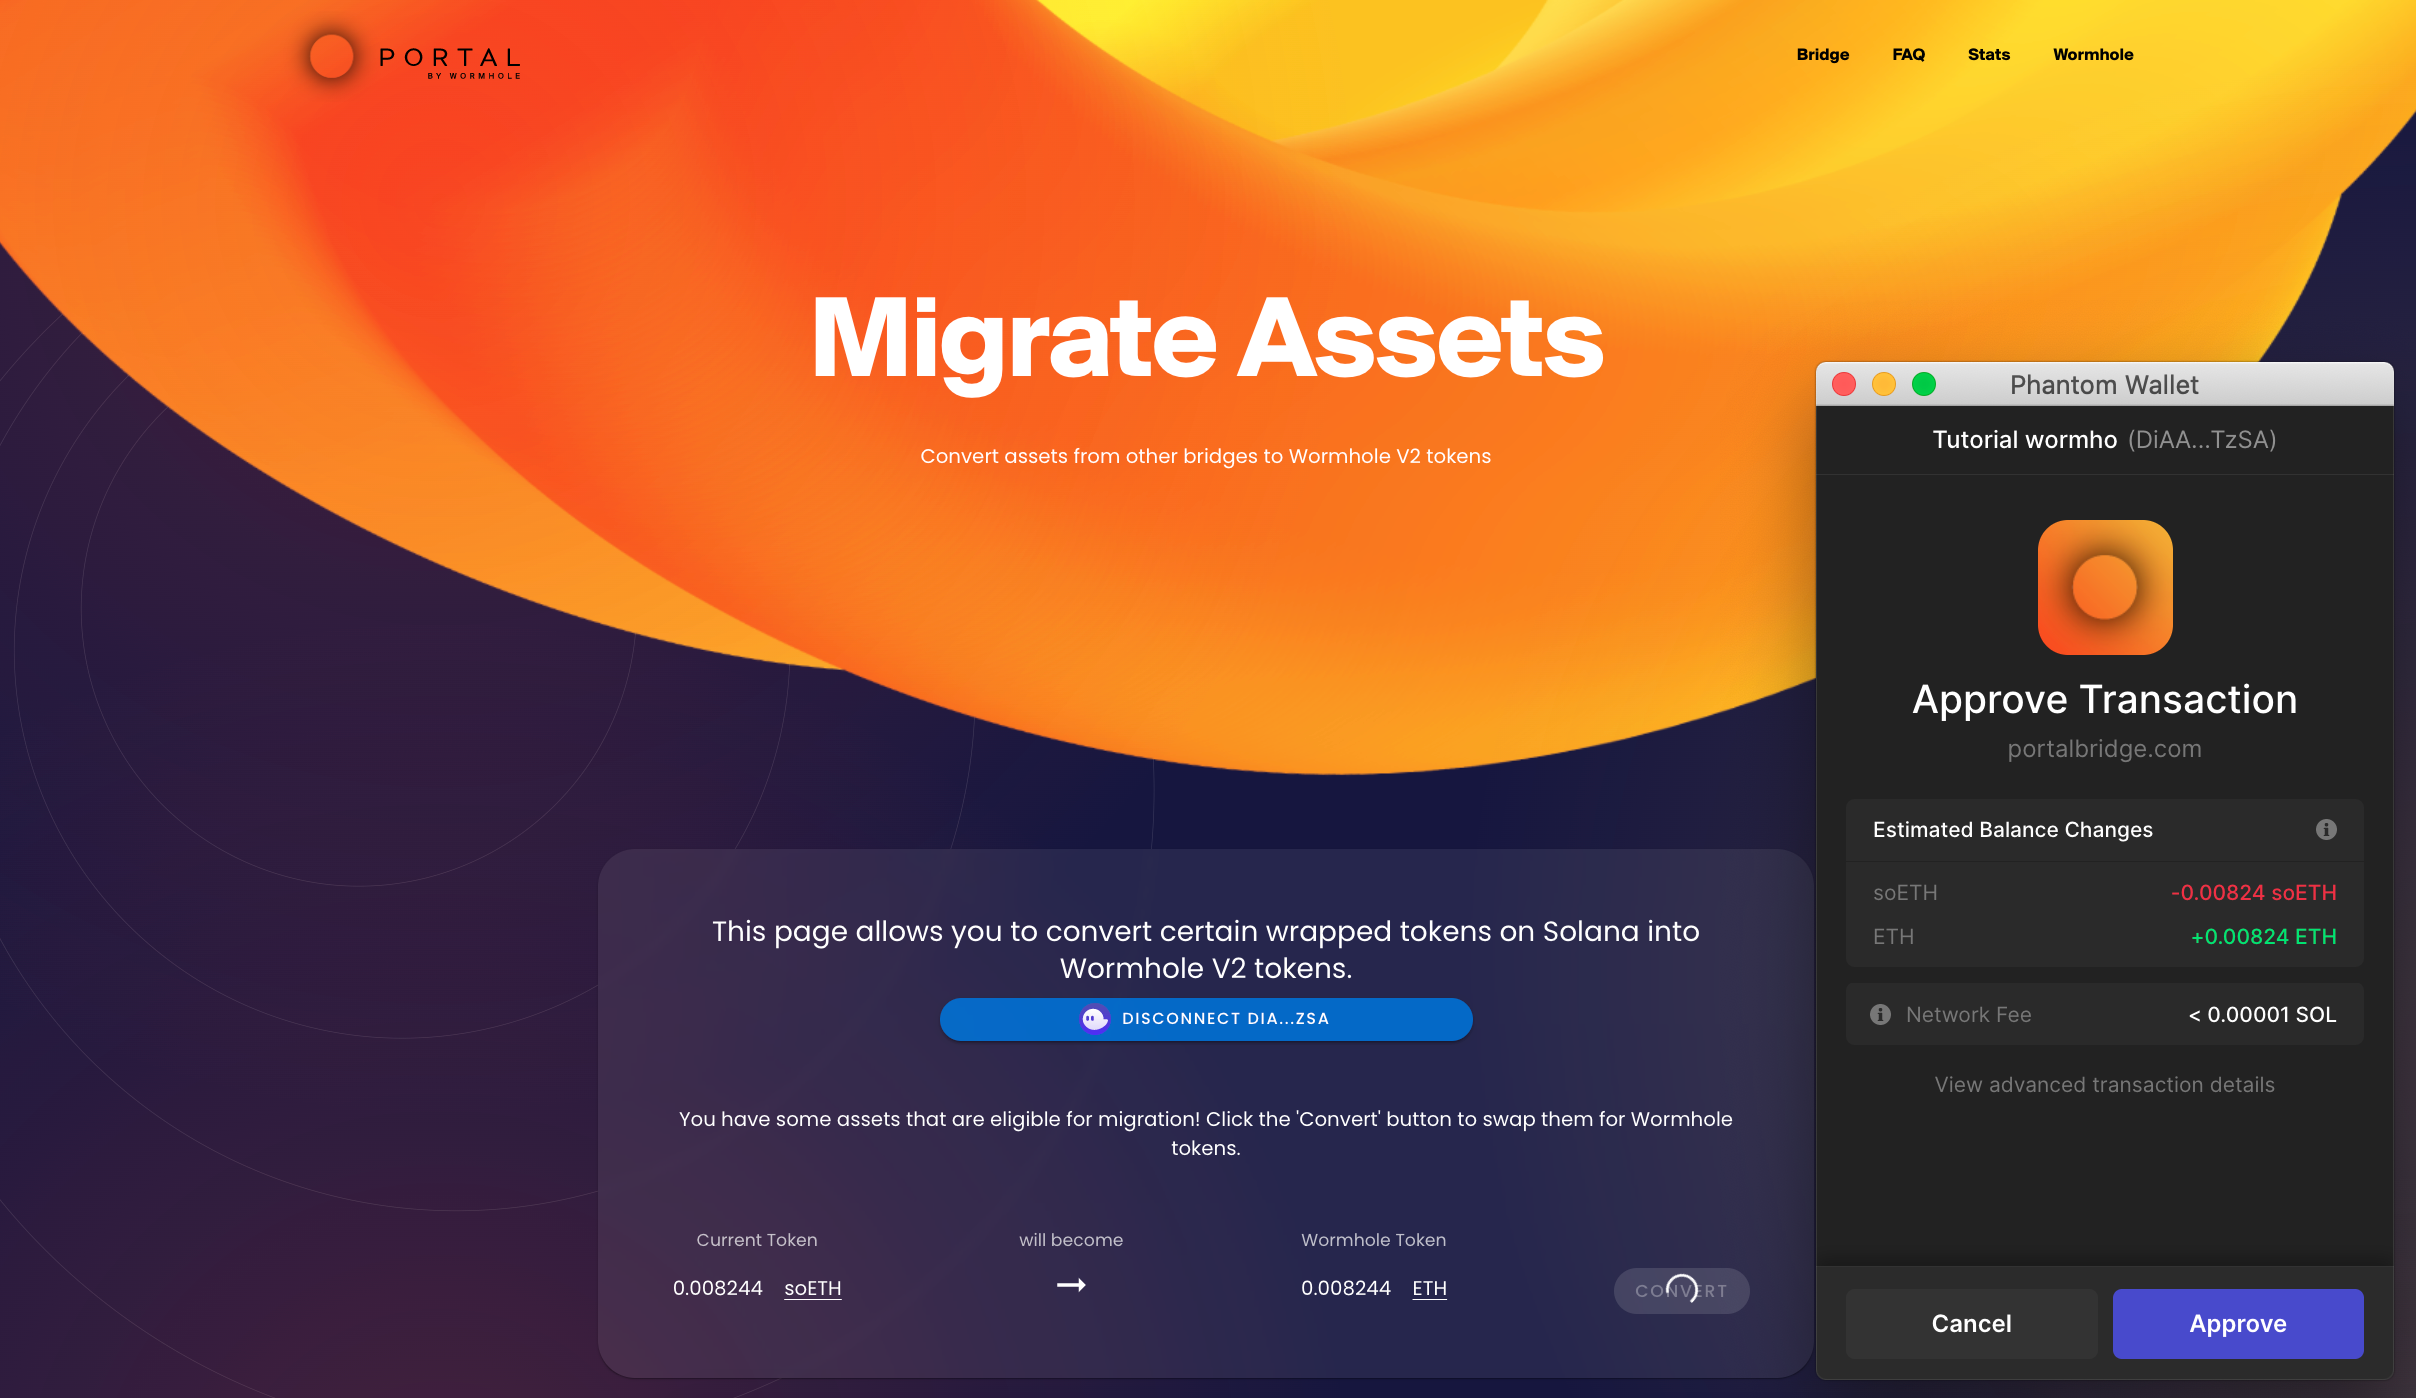 PORTAL
BY WORMHOLE
Bridge FAQ Stats Wormhole
Migrate Assets
Convert assets from other bridges to Wormhole V2 tokens
This page allows you to convert certain wrapped tokens on Solana into
Wormhole V2 tokens.
DISCONNECT DIA...ZSA
You have some assets that are eligible for migration! Click the 'Convert' button to swap them for Wormhole
tokens.
Current Token will become Wormhole Token
0.008244 soETH → 0.008244 ETH CONVERT
Phantom Wallet
Tutorial wormho (DiAA...TzSA)
Approve Transaction
portalbridge.com
Estimated Balance Changes
soETH -0.00824 soETH
ETH +0.00824 ETH
Network Fee < 0.00001 SOL
View advanced transaction details
Cancel Approve